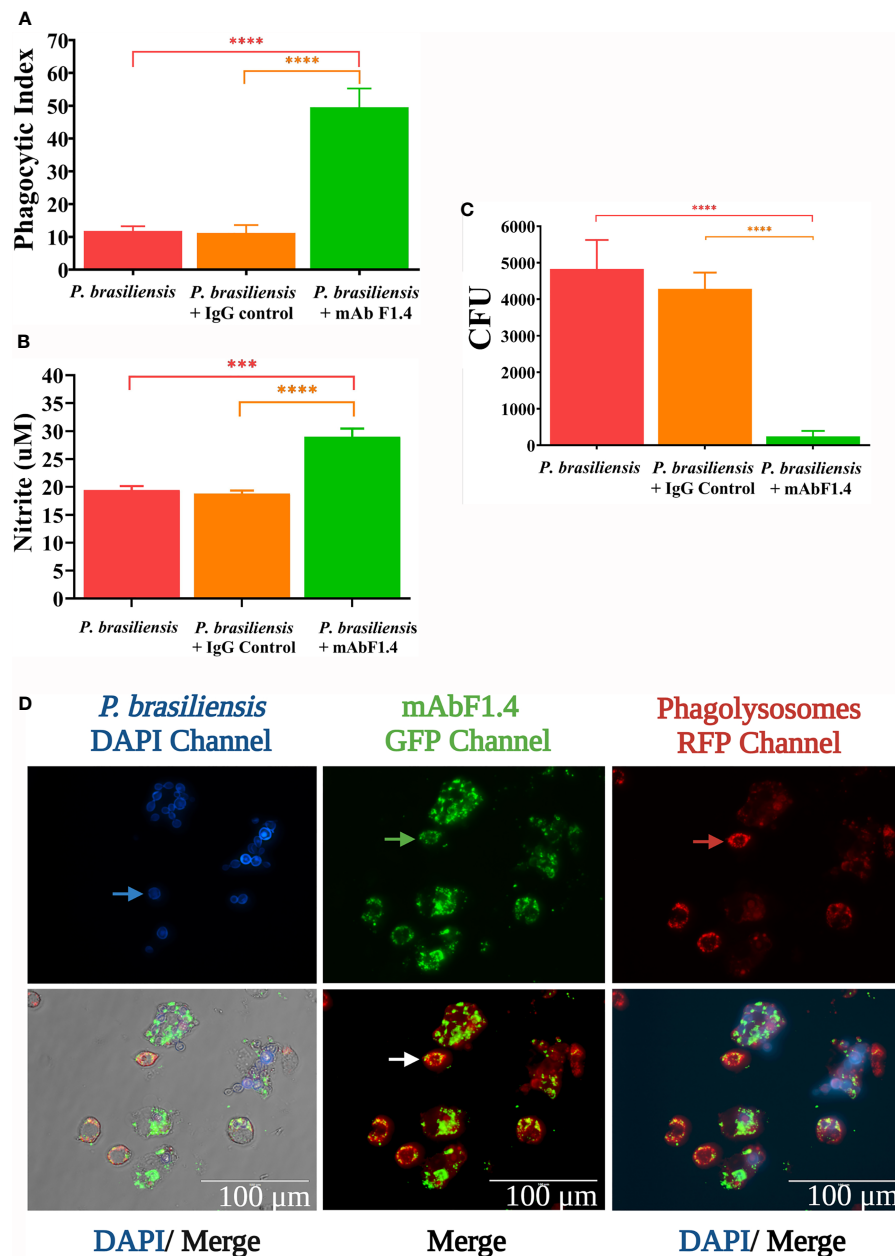 A
****
****
70
60
50
40
30
20
10
0
Phagocytic Index
P. brasiliensis
P. brasiliensis
+ IgG control
P. brasiliensis
+ mAb F1.4
B
***
****
40
35
30
25
20
15
10
5
0
Nitrite (uM)
P. brasiliensis
P. brasiliensis
+ IgG Control
P. brasiliensis
+ mAbF1.4
C
****
****
6000
5000
4000
3000
2000
1000
0
CFU
P. brasiliensis
P. brasiliensis
+ IgG Control
P. brasiliensis
+ mAbF1.4
D
P. brasiliensis
DAPI Channel
mAbF1.4
GFP Channel
Phagolysosomes
RFP Channel
100 µm
100 µm
100 µm
DAPI/ Merge
Merge
DAPI/ Merge